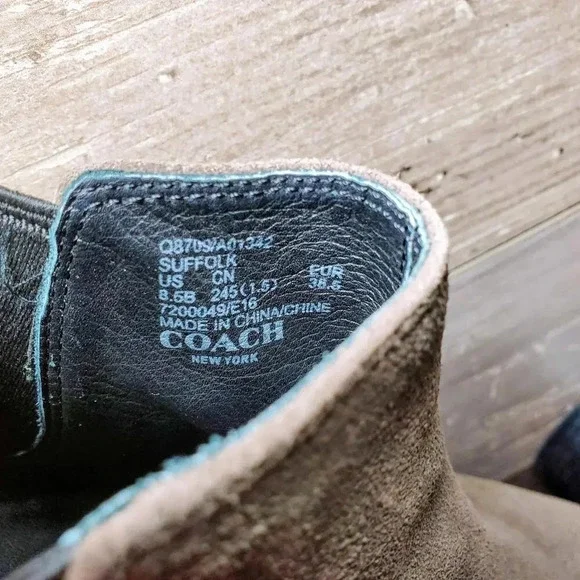 Q8709/A01342
SUFFOLK
US CN EUR
8.5B 245(1.5) 38.5
7200049/E16
MADE IN CHINA/CHINE
COACH
NEW YORK